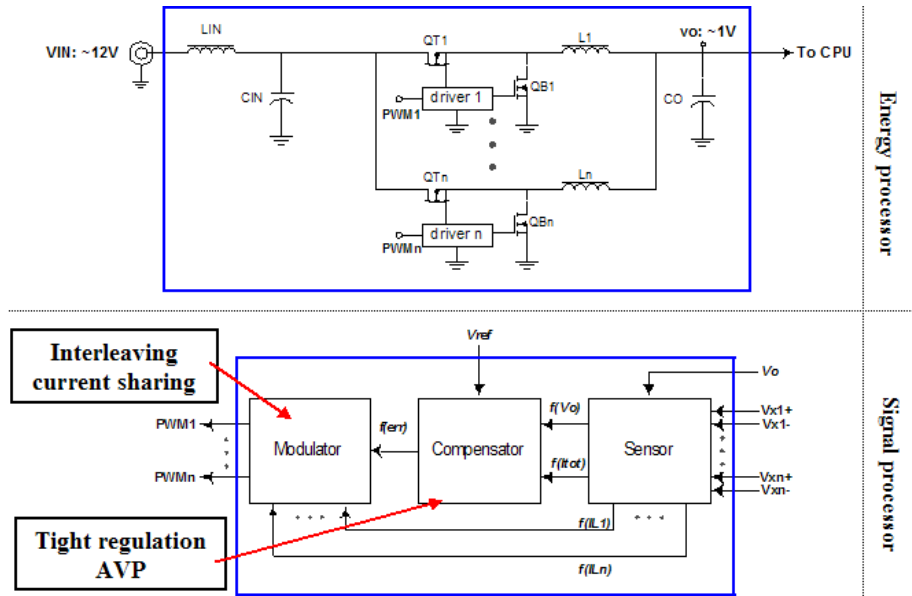 LIN
VIN: ~12V
CIN
QT1
driver 1
PWM1
QB1
L1
vo: ~1V
CO
To CPU
QTn
driver n
PWMn
QBn
Ln
Energy processor
Interleaving
current sharing
Tight regulation
AVP
Vref
Vo
PWM1
PWMn
Modulator
f(err)
Compensator
f(Vo)
f(Itot)
Sensor
Vx1+
Vx1-
Vxn+
Vxn-
f(IL1)
f(ILn)
Signal processor